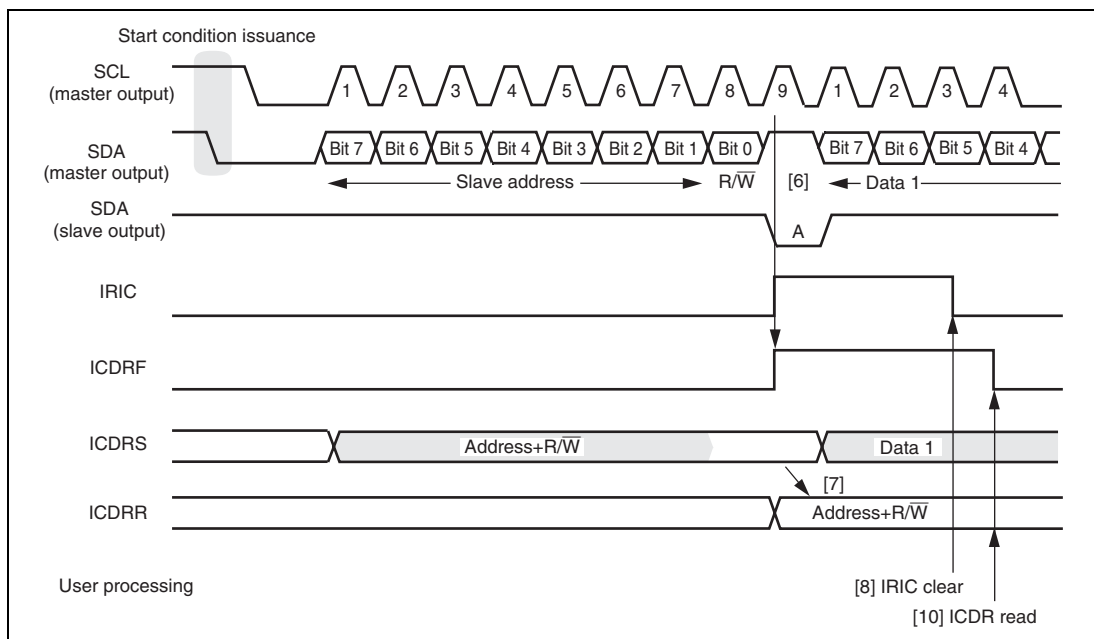 Start condition issuance
SCL
(master output)
1 2 3 4 5 6 7 8 9 1 2 3 4
SDA
(master output)
Bit 7 Bit 6 Bit 5 Bit 4 Bit 3 Bit 2 Bit 1 Bit 0 Bit 7 Bit 6 Bit 5 Bit 4
Slave address R/W̅ [6] Data 1
SDA
(slave output)
A
IRIC
ICDRF
ICDRS
Address+R/W̅ Data 1
[7]
ICDRR
Address+R/W̅
User processing
[8] IRIC clear
[10] ICDR read